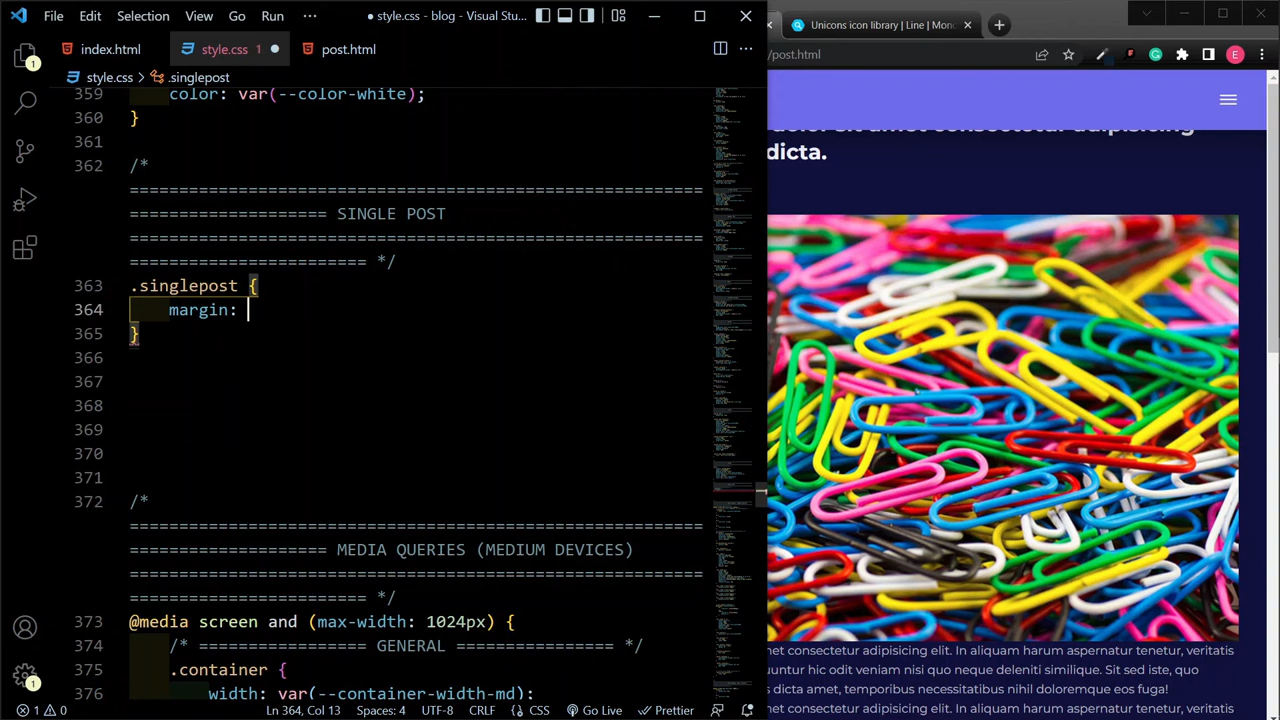 File Edit Selection View Go Run ··· ● style.css - blog - Visual Stu...
Unicons icon library | Line | Mono
index.html style.css 1 ● post.html
/post.html E
style.css > .singlepost
359 color: var(--color-white);
360 }
361
362 /*
===========================================================
==================== SINGLE POST
===========================================================
======================== */
363 .singlepost {
364 margin:
365 }
366
367
368
369
370
371
372 /*
===========================================================
==================== MEDIA QUERIES (MEDIUM DEVICES)
===========================================================
======================== */
373 @media screen and (max-width: 1024px) {
374 /* ============== GENERAL ============== */
375 .container {
376 width: var(--container-width-md);
dicta.
net consectetur adipisicing elit. In aliquam harum aspernatur tenetur, veritatis
untur hic odit veniam nisi quo neque deleniti similique. Sit sed iste quo
s dicta amet, temporibus necessitatibus nihil doloremque eos fuga!
net consectetur adipisicing elit. In aliquam harum aspernatur tenetur, veritatis
1 0 Ln 364, Col 13 Spaces: 4 UTF-8 CRLF {} CSS Go Live Prettier